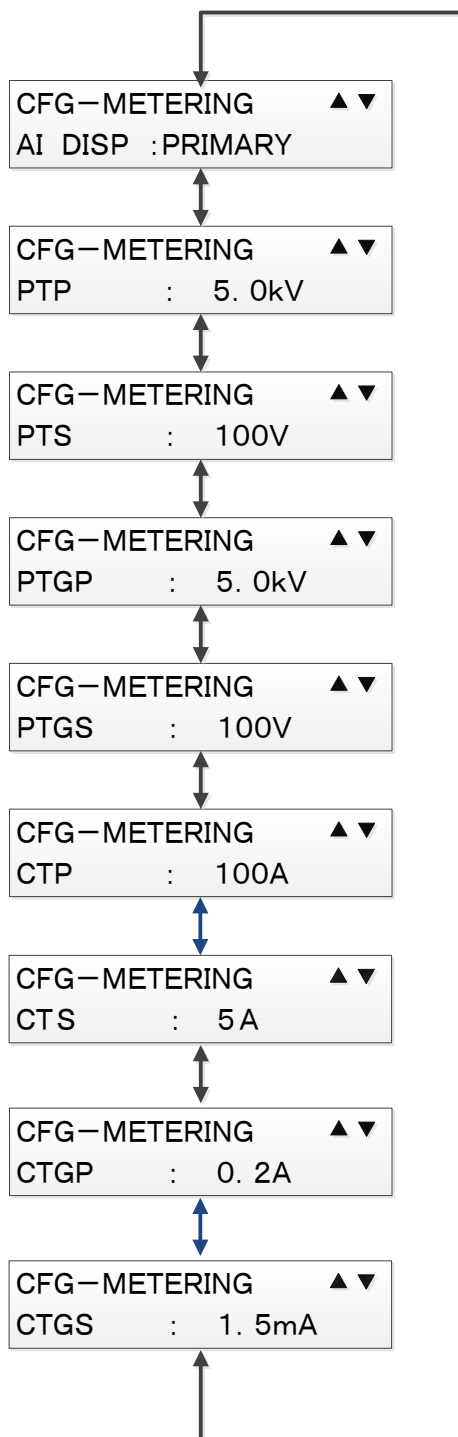 CFG－METERING ▲ ▼
AI DISP :PRIMARY
CFG－METERING ▲ ▼
PTP : 5. 0kV
CFG－METERING ▲ ▼
PTS : 100V
CFG－METERING ▲ ▼
PTGP : 5. 0kV
CFG－METERING ▲ ▼
PTGS : 100V
CFG－METERING ▲ ▼
CTP : 100A
CFG－METERING ▲ ▼
CTS : 5A
CFG－METERING ▲ ▼
CTGP : 0. 2A
CFG－METERING ▲ ▼
CTGS : 1. 5mA